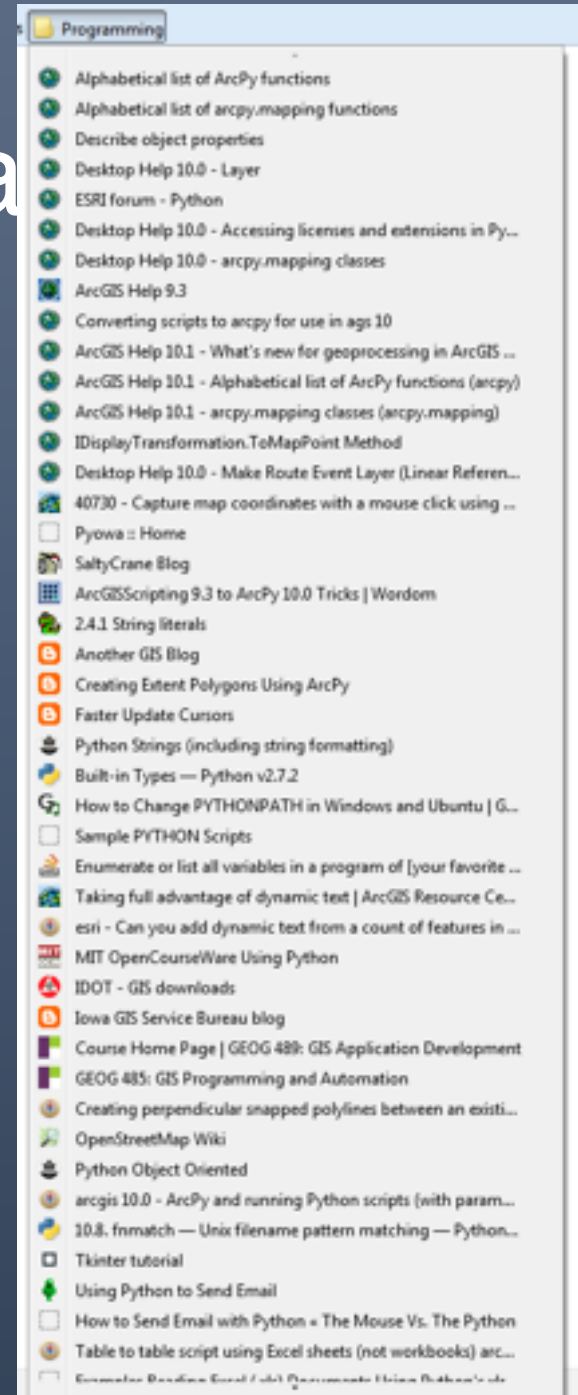 Programming
a
Alphabetical list of ArcPy functions
Alphabetical list of arcpy.mapping functions
Describe object properties
Desktop Help 10.0 - Layer
ESRI forum - Python
Desktop Help 10.0 - Accessing licenses and extensions in Py...
Desktop Help 10.0 - arcpy.mapping classes
ArcGIS Help 9.3
Converting scripts to arcpy for use in ags 10
ArcGIS Help 10.1 - What's new for geoprocessing in ArcGIS ...
ArcGIS Help 10.1 - Alphabetical list of ArcPy functions (arcpy)
ArcGIS Help 10.1 - arcpy.mapping classes (arcpy.mapping)
IDisplayTransformation.ToMapPoint Method
Desktop Help 10.0 - Make Route Event Layer (Linear Referen...
40730 - Capture map coordinates with a mouse click using ...
Pyowa :: Home
SaltyCrane Blog
ArcGISScripting 9.3 to ArcPy 10.0 Tricks | Wordom
2.4.1 String literals
Another GIS Blog
Creating Extent Polygons Using ArcPy
Faster Update Cursors
Python Strings (including string formatting)
Built-in Types — Python v2.7.2
How to Change PYTHONPATH in Windows and Ubuntu | G...
Sample PYTHON Scripts
Enumerate or list all variables in a program of [your favorite ...
Taking full advantage of dynamic text | ArcGIS Resource Ce...
esri - Can you add dynamic text from a count of features in ...
MIT OpenCourseWare Using Python
IDOT - GIS downloads
Iowa GIS Service Bureau blog
Course Home Page | GEOG 489: GIS Application Development
GEOG 485: GIS Programming and Automation
Creating perpendicular snapped polylines between an existi...
OpenStreetMap Wiki
Python Object Oriented
arcgis 10.0 - ArcPy and running Python scripts (with param...
10.8. fnmatch — Unix filename pattern matching — Python...
Tkinter tutorial
Using Python to Send Email
How to Send Email with Python « The Mouse Vs. The Python
Table to table script using Excel sheets (not workbooks) arc...
Examples Reading Excel (.xls) Documents Using Python's xlr